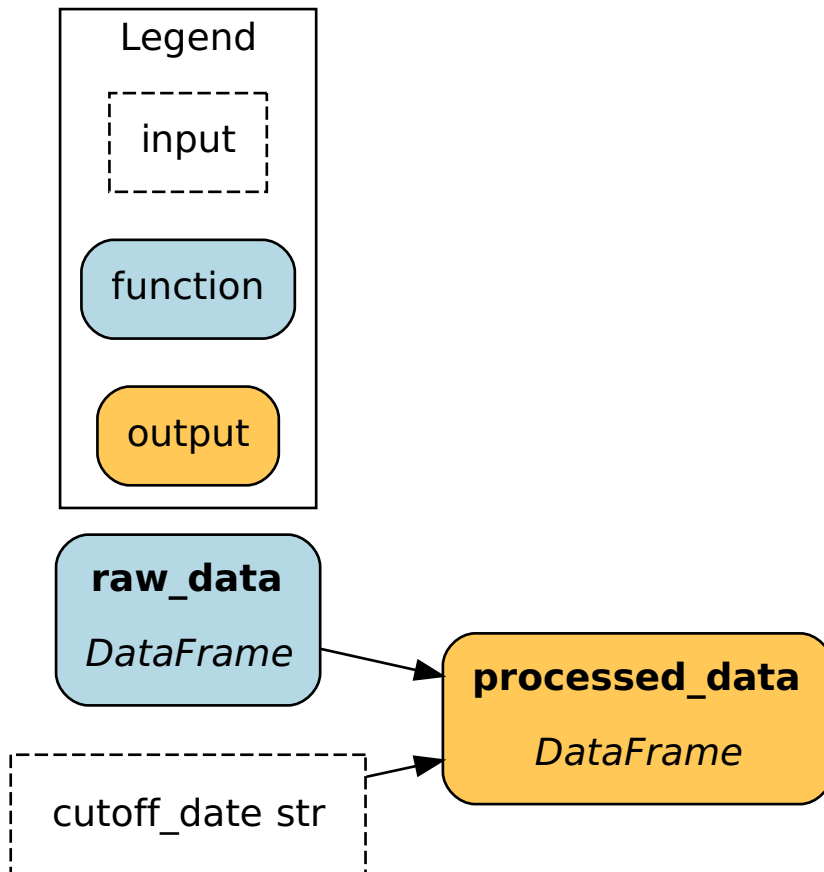 Legend
input
function
output
raw_data
DataFrame
processed_data
DataFrame
cutoff_date str